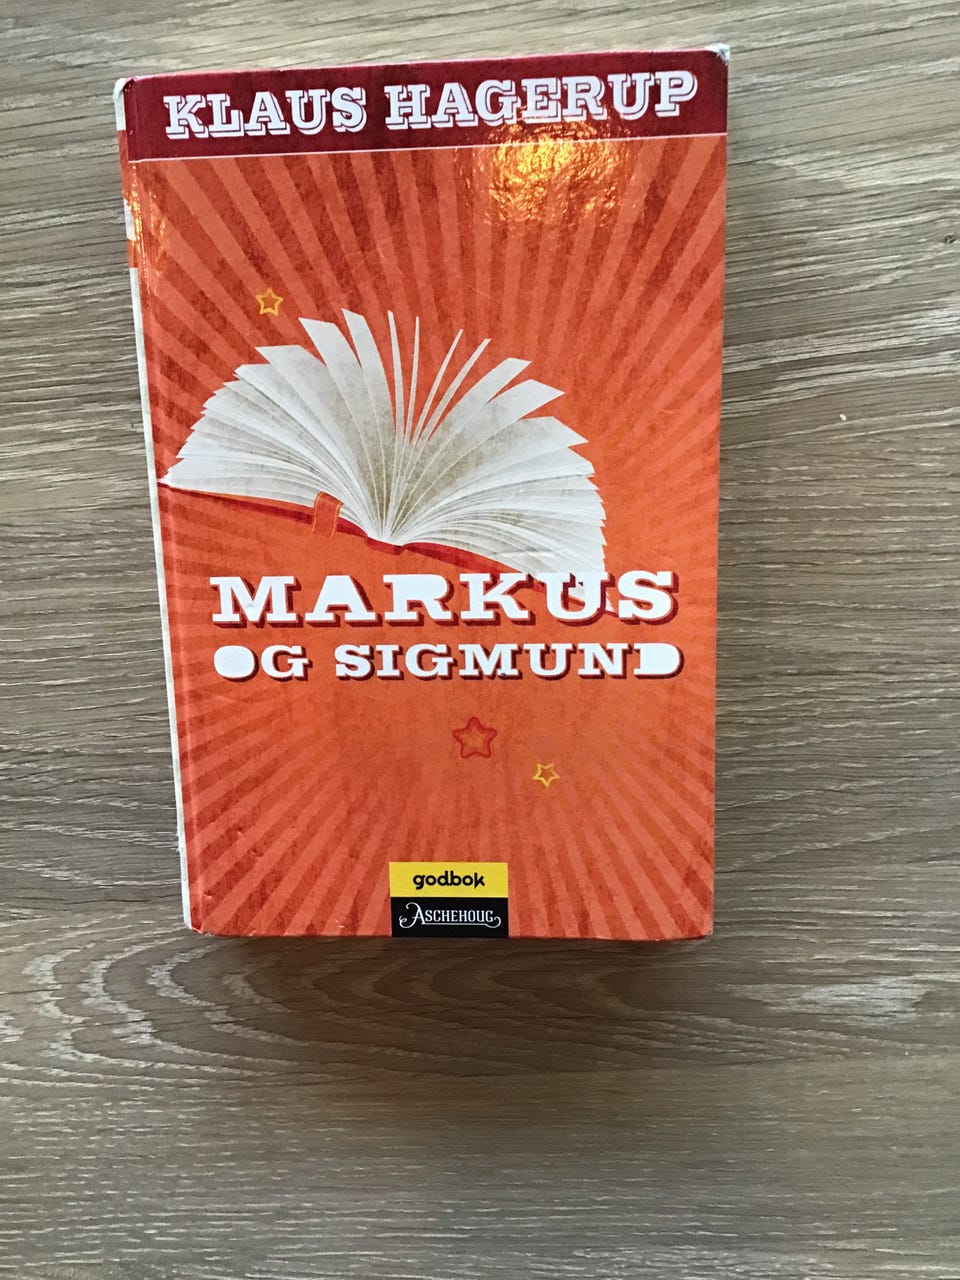 KLAUS HAGERUP
MARKUS
OG SIGMUND
godbok
ASCHEHOUG